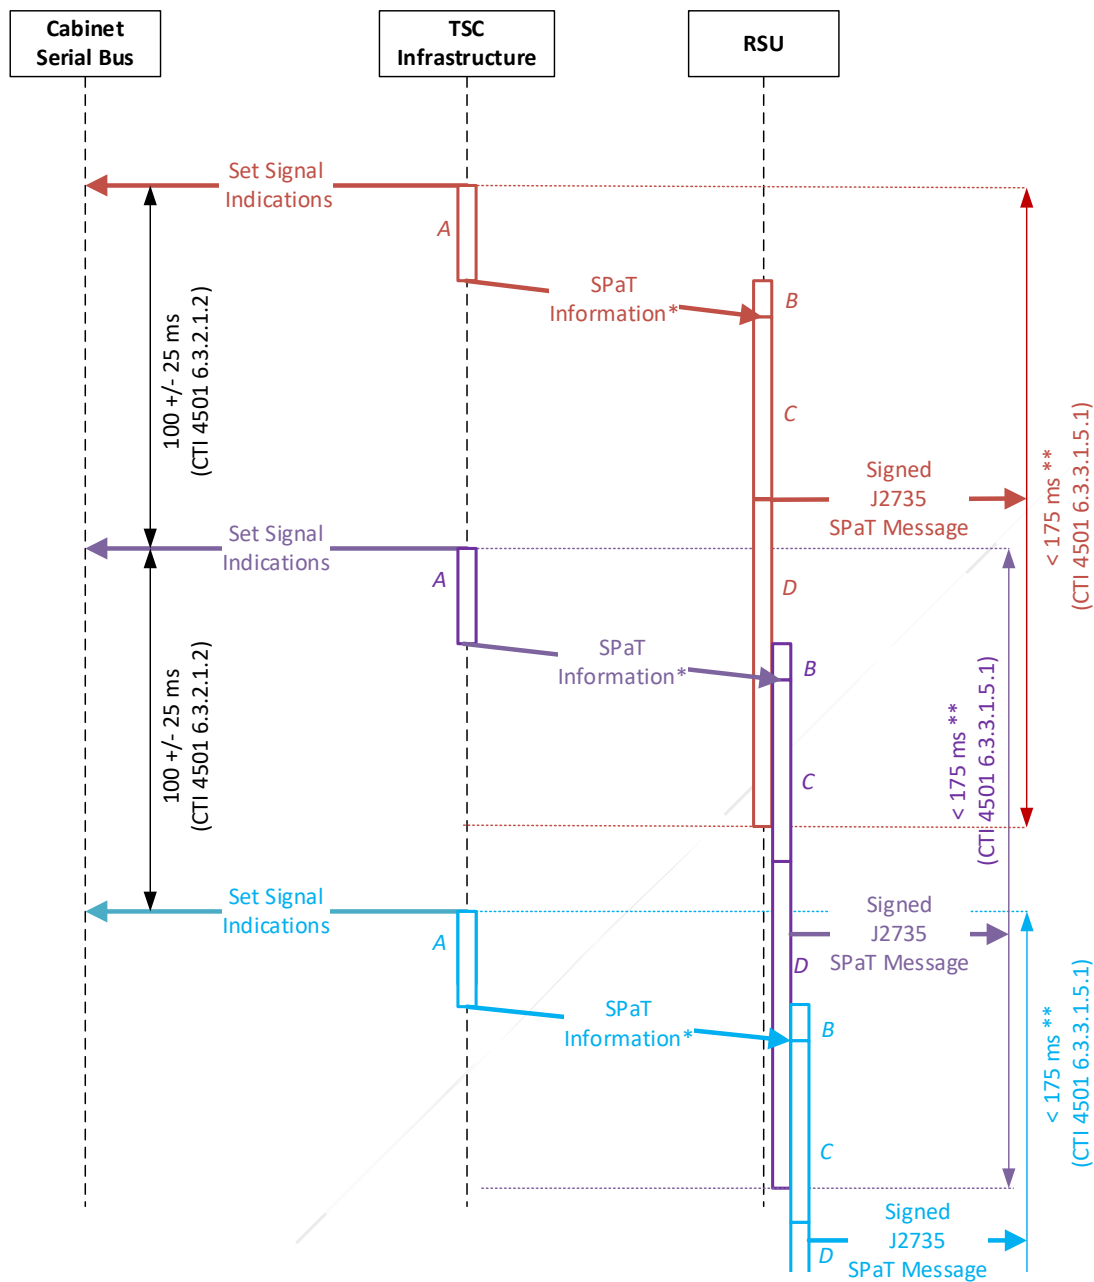 Cabinet
Serial Bus
TSC
Infrastructure
RSU
Set Signal
Indications
A
SPaT
Information*
B
100 +/- 25 ms
(CTI 4501 6.3.2.1.2)
C
Signed
J2735
SPaT Message
< 175 ms **
(CTI 4501 6.3.3.1.5.1)
Set Signal
Indications
A
D
SPaT
Information*
B
100 +/- 25 ms
(CTI 4501 6.3.2.1.2)
C
< 175 ms **
(CTI 4501 6.3.3.1.5.1)
Set Signal
Indications
A
Signed
J2735
SPaT Message
D
SPaT
Information*
B
< 175 ms **
(CTI 4501 6.3.3.1.5.1)
C
Signed
J2735
SPaT Message
D